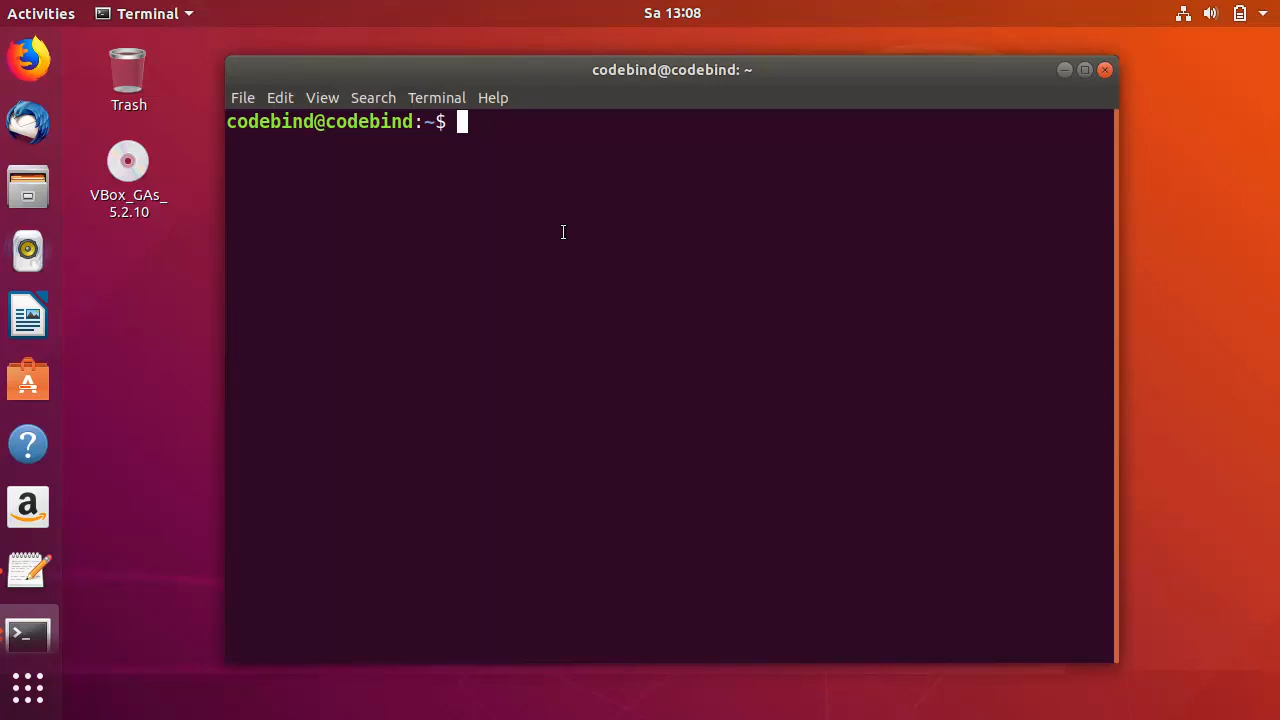 Activities Terminal Sa 13:08
codebind@codebind: ~
File Edit View Search Terminal Help
codebind@codebind:~$
Trash
VBox_GAs_
5.2.10